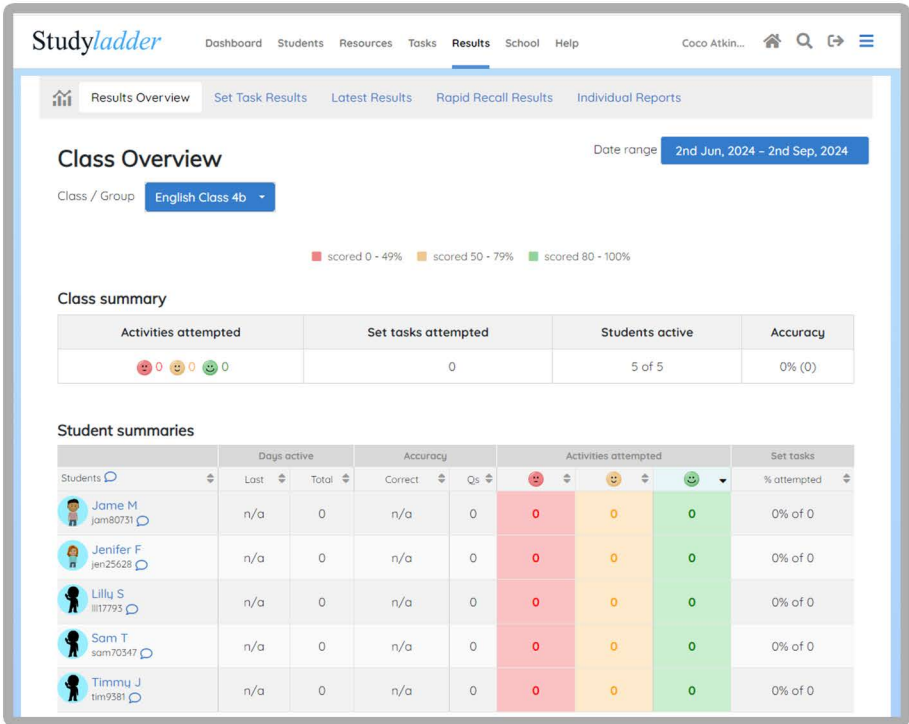 Studyladder Dashboard Students Resources Tasks Results School Help Coco Atkin...
Results Overview Set Task Results Latest Results Rapid Recall Results Individual Reports
Class Overview
Date range 2nd Jun, 2024 – 2nd Sep, 2024
Class / Group English Class 4b
scored 0 - 49% scored 50 - 79% scored 80 - 100%
Class summary
Activities attempted Set tasks attempted Students active Accuracy
0 0 0 0 5 of 5 0% (0)
Student summaries
Days active Accuracy Activities attempted Set tasks
Students Last Total Correct Qs % attempted
Jame M
jam80731
n/a 0 n/a 0 0 0 0 0% of 0
Jenifer F
jen25628
n/a 0 n/a 0 0 0 0 0% of 0
Lilly S
lil17793
n/a 0 n/a 0 0 0 0 0% of 0
Sam T
sam70347
n/a 0 n/a 0 0 0 0 0% of 0
Timmy J
tim9381
n/a 0 n/a 0 0 0 0 0% of 0